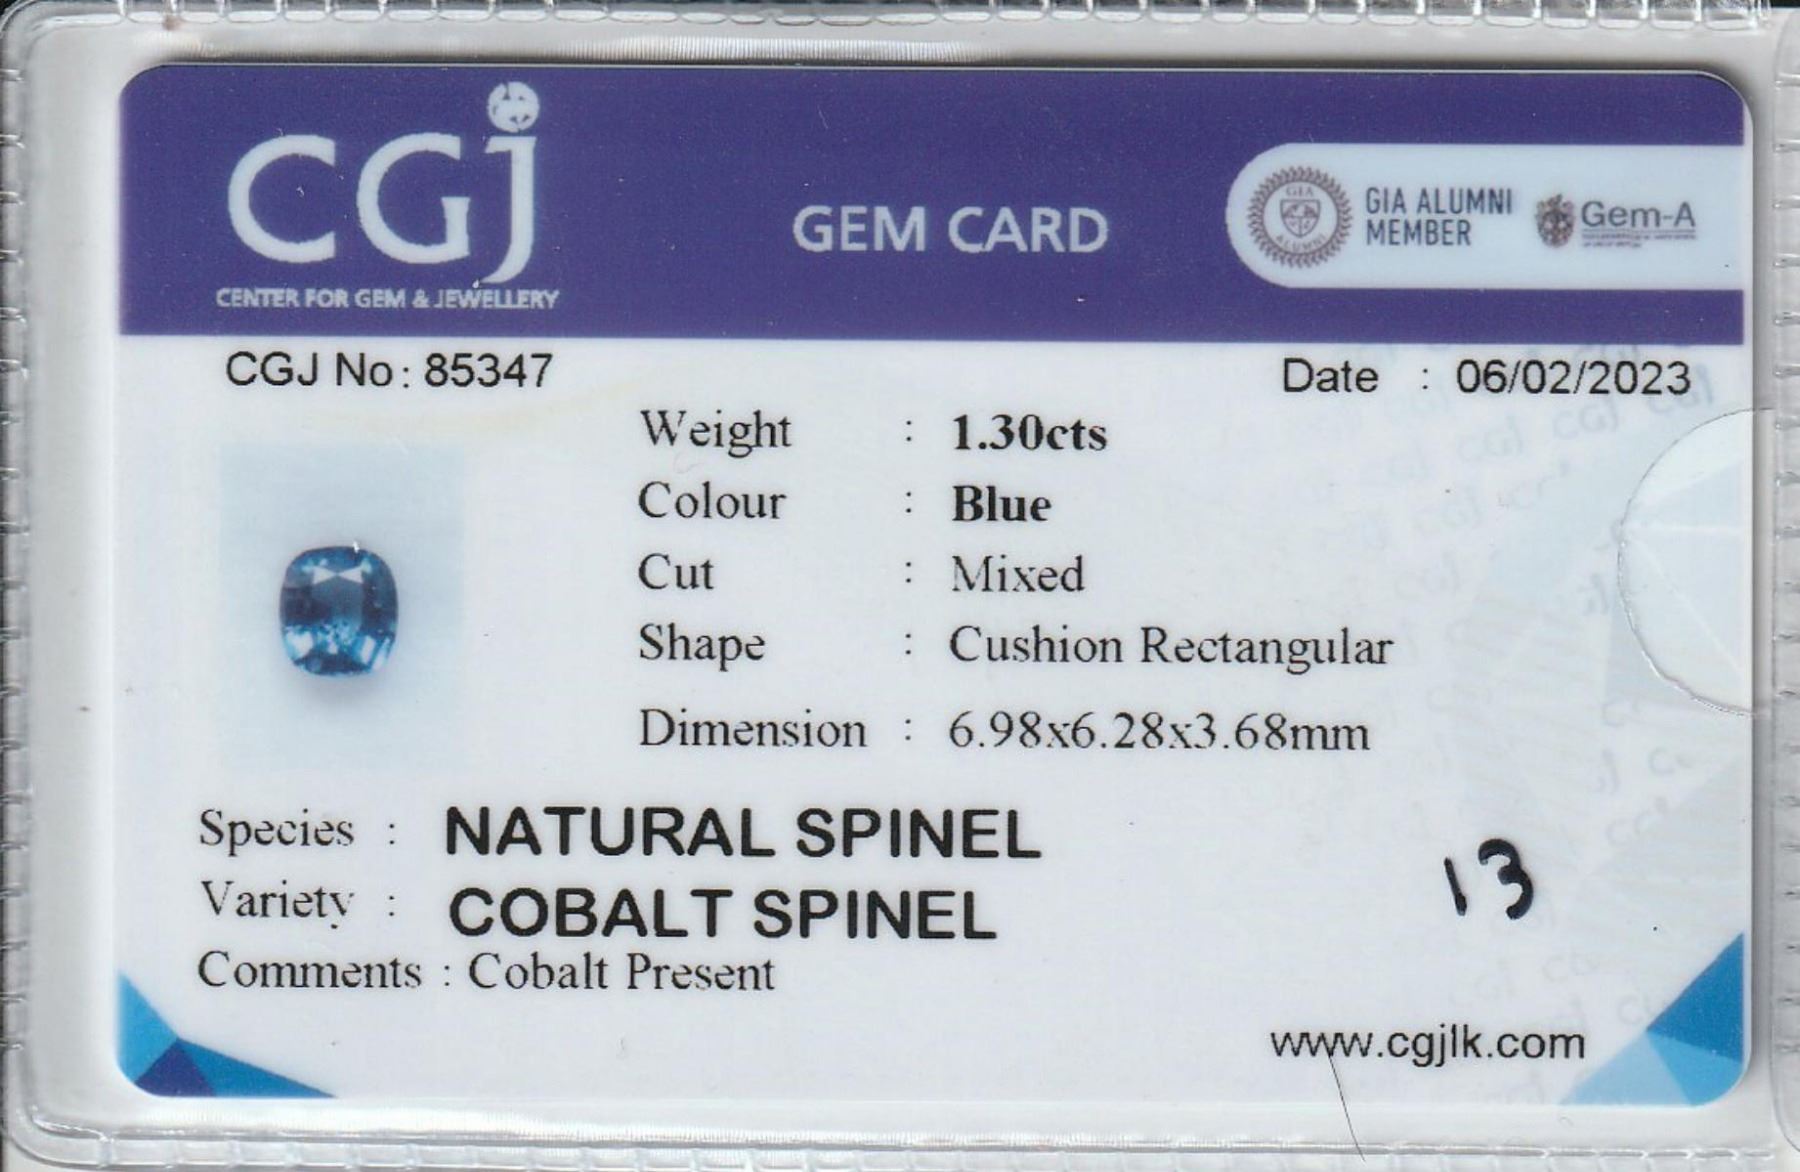 CGJ
CENTER FOR GEM & JEWELLERY
GEM CARD
GIA
ALUMNI
GIA ALUMNI
MEMBER
Gem-A
CGJ No: 85347
Date : 06/02/2023
Weight : 1.30cts
Colour : Blue
Cut : Mixed
Shape : Cushion Rectangular
Dimension : 6.98x6.28x3.68mm
Species : NATURAL SPINEL
Variety : COBALT SPINEL
Comments : Cobalt Present
13
www.cgjlk.com